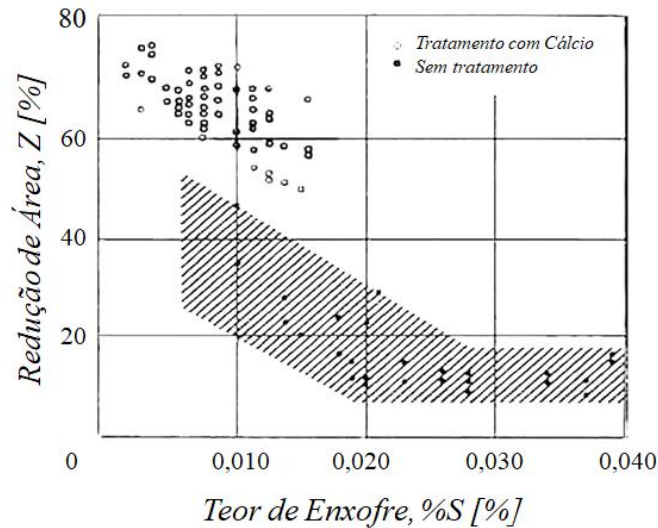 80
60
40
20
0
0,010
0,020
0,030
0,040
Redução de Área, Z [%]
Tratamento com Cálcio
Sem tratamento
Teor de Enxofre, %S [%]